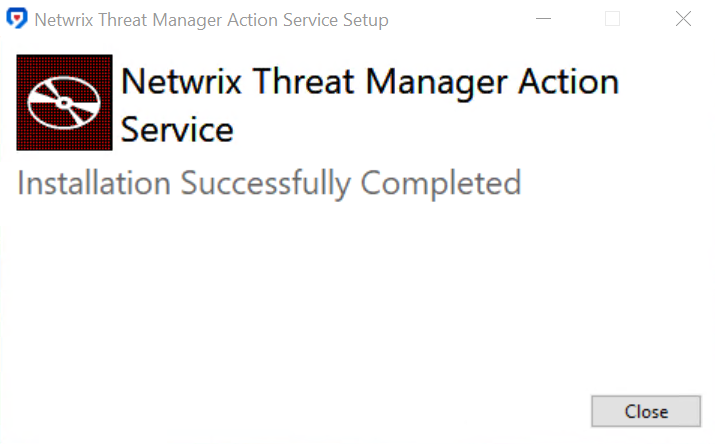 Netwrix Threat Manager Action Service Setup
Netwrix Threat Manager Action
Service
Installation Successfully Completed
Close